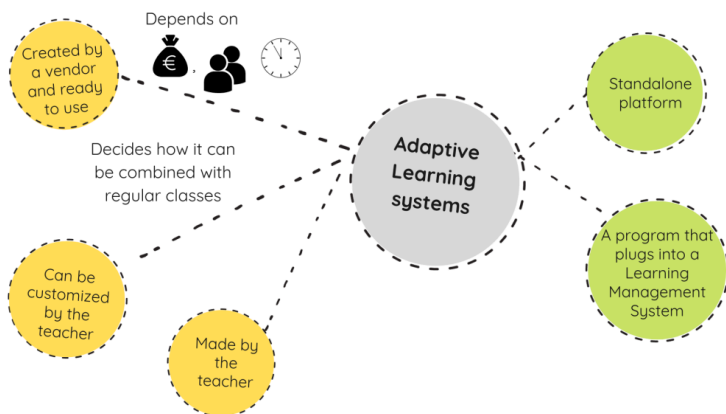 Depends on
€
,
Created by
a vendor
and ready
to use
Decides how it can
be combined with
regular classes
Can be
customized
by the
teacher
Made by
the
teacher
Adaptive
Learning
systems
Standalone
platform
A program that
plugs into a
Learning
Management
System